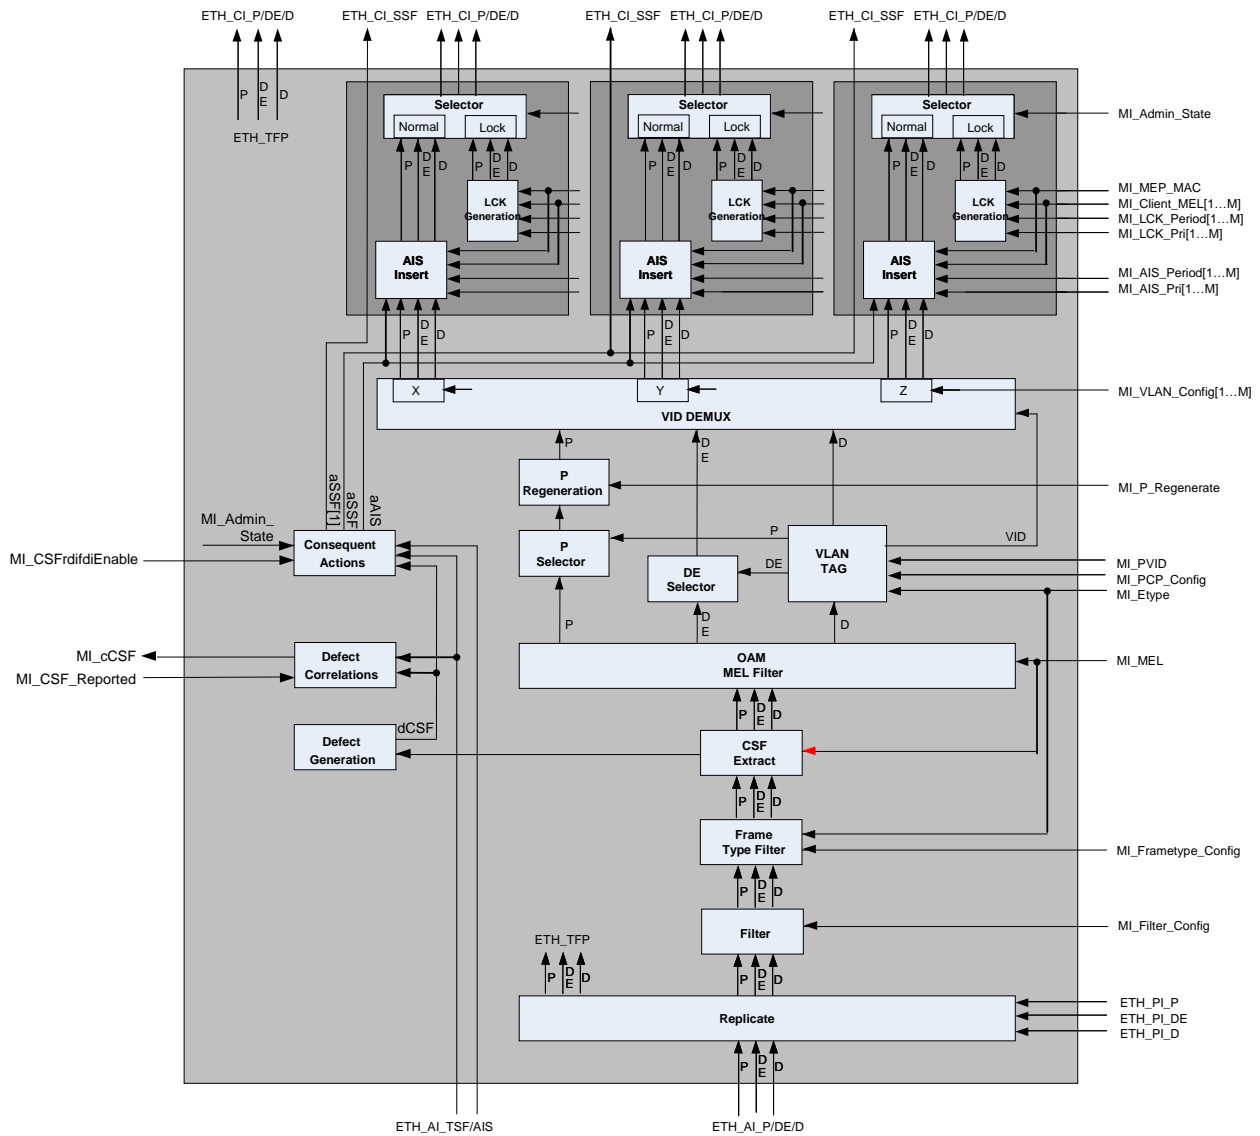 ETH_CI_P/DE/D
ETH_CI_SSF
ETH_CI_P/DE/D
ETH_CI_SSF
ETH_CI_P/DE/D
ETH_CI_SSF
ETH_CI_P/DE/D
P
D
E
D
ETH_TFP
Selector
Normal
Lock
P
D
E
D
P
D
E
D
LCK
Generation
AIS
Insert
P
D
E
D
Selector
Normal
Lock
P
D
E
D
P
D
E
D
LCK
Generation
AIS
Insert
P
D
E
D
Selector
Normal
Lock
P
D
E
D
P
D
E
D
LCK
Generation
AIS
Insert
P
D
E
D
MI_Admin_State
MI_MEP_MAC
MI_Client_MEL[1...M]
MI_LCK_Period[1...M]
MI_LCK_Pri[1...M]
MI_AIS_Period[1...M]
MI_AIS_Pri[1...M]
X
Y
Z
VID DEMUX
MI_VLAN_Config[1...M]
P
D
E
D
P
Regeneration
MI_P_Regenerate
aSSF[1]
aSSF
aAIS
MI_Admin_
State
Consequent
Actions
MI_CSFrdifdiEnable
P
Selector
P
VLAN
TAG
VID
DE
Selector
DE
MI_PVID
MI_PCP_Config
MI_Etype
P
D
E
D
MI_cCSF
MI_CSF_Reported
Defect
Correlations
OAM
MEL Filter
MI_MEL
P
D
E
D
dCSF
Defect
Generation
CSF
Extract
P
D
E
D
Frame
Type Filter
MI_Frametype_Config
P
D
E
D
Filter
MI_Filter_Config
ETH_TFP
P
D
E
D
P
D
E
D
Replicate
ETH_PI_P
ETH_PI_DE
ETH_PI_D
P
D
E
D
ETH_AI_TSF/AIS
ETH_AI_P/DE/D